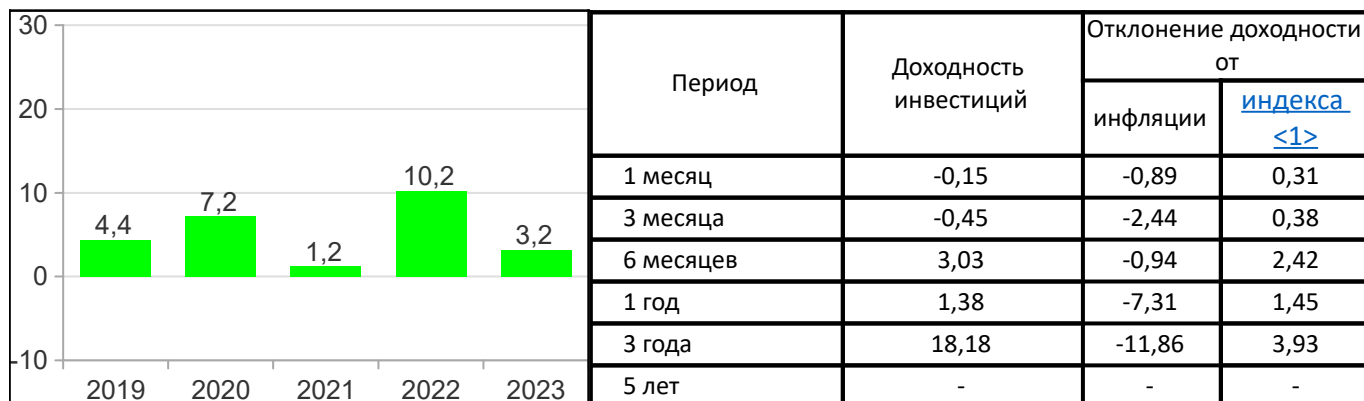 30
20
10
0
-10
4,4
7,2
1,2
10,2
3,2
2019 2020 2021 2022 2023
Период
Доходность
инвестиций
Отклонение доходности
от
инфляции
индекса
<1>
1 месяц -0,15 -0,89 0,31
3 месяца -0,45 -2,44 0,38
6 месяцев 3,03 -0,94 2,42
1 год 1,38 -7,31 1,45
3 года 18,18 -11,86 3,93
5 лет - - -